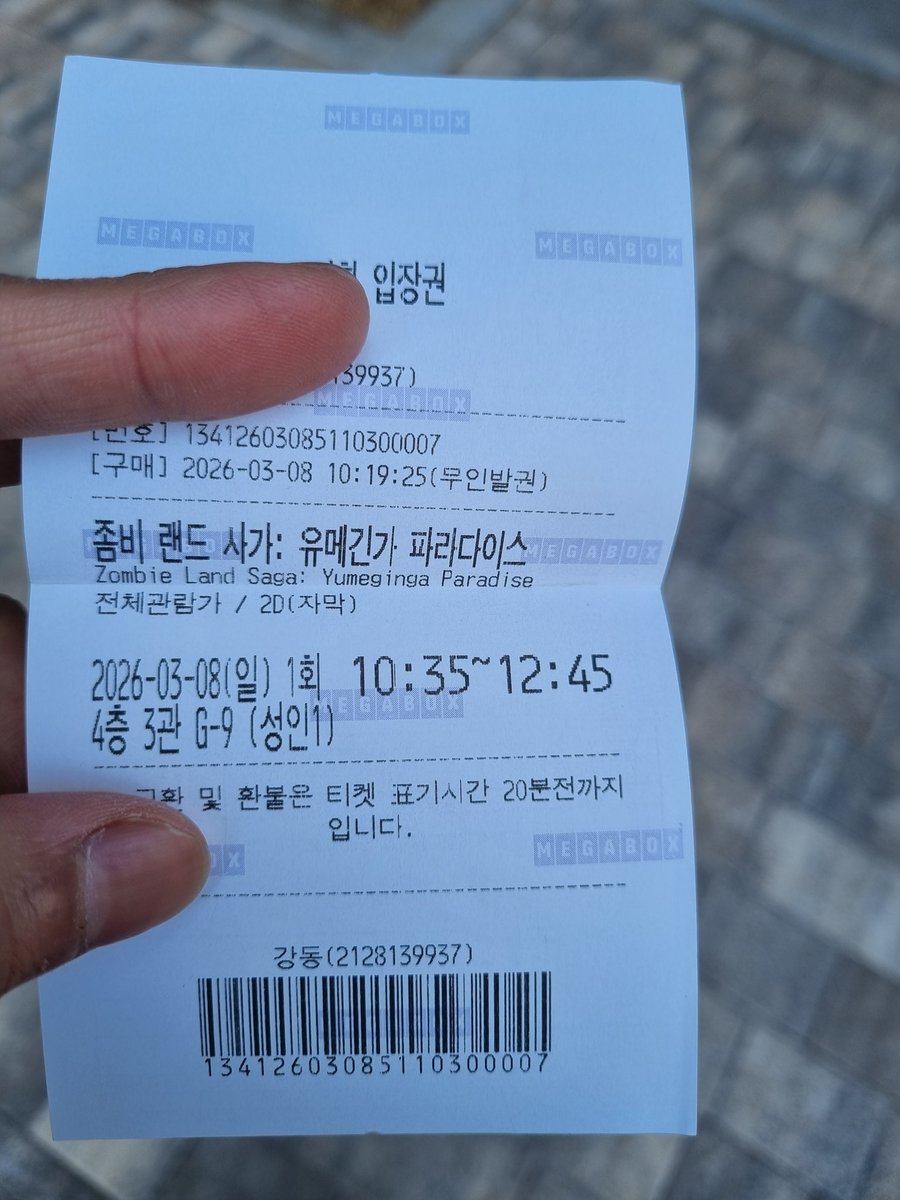 MEGABOX
MEGABOX MEGABOX
입장권
39937)
MEGABOX
[번호] 13412603085110300007
[구매] 2026-03-08 10:19:25(무인발권)
좀비 랜드 사가: 유메긴가 파라다이스
MEGABOX
Zombie Land Saga: Yumeginga Paradise
전체관람가 / 2D(자막)
2026-03-08(일) 1회 10:35~12:45
MEGABOX
4층 3관 G-9 (성인1)
교환 및 환불은 티켓 표기시간 20분전까지
입니다.
MEGABOX
강동(2128139937)
13412603085110300007